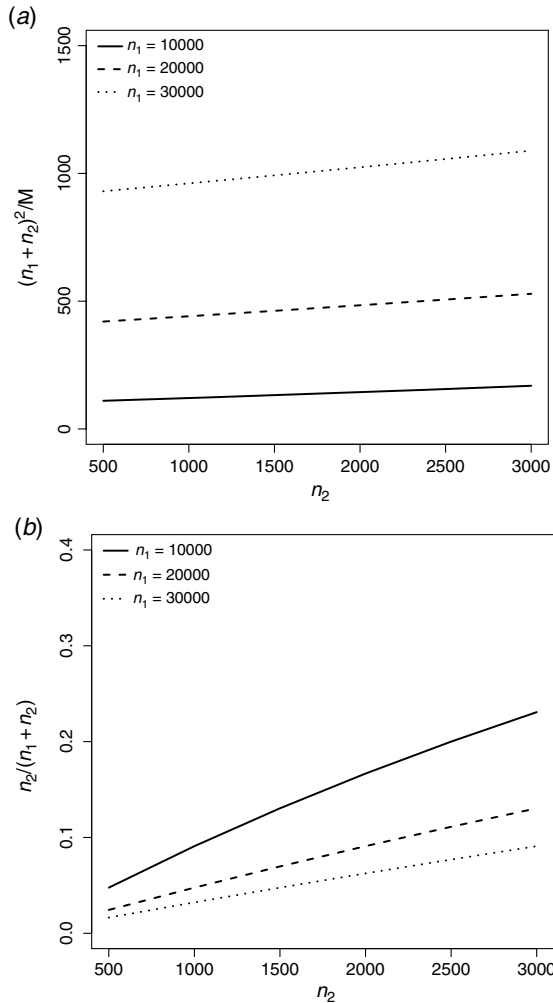 (a)
1500
1000
500
0
(n₁ + n₂)²/M
n₁ = 10000
n₁ = 20000
n₁ = 30000
500 1000 1500 2000 2500 3000
n₂
(b)
0.4
0.3
0.2
0.1
0.0
n₂/(n₁ + n₂)
n₁ = 10000
n₁ = 20000
n₁ = 30000
500 1000 1500 2000 2500 3000
n₂